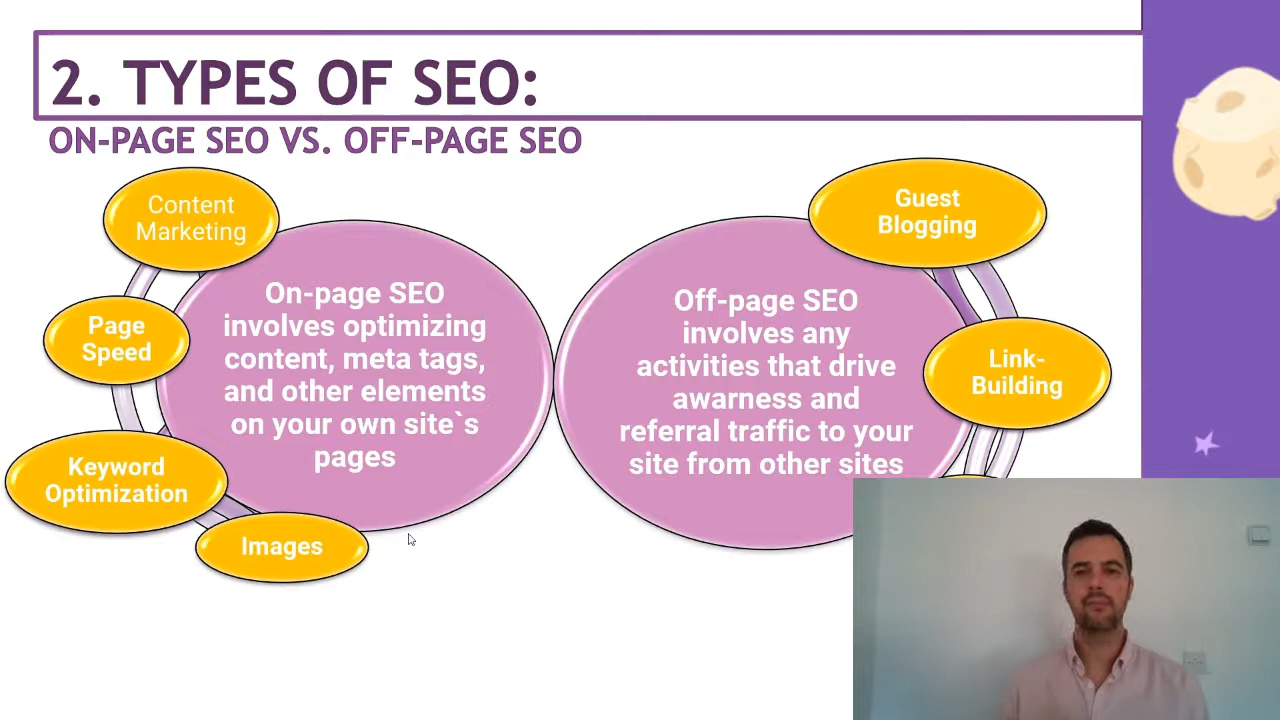 2. TYPES OF SEO:
ON-PAGE SEO VS. OFF-PAGE SEO
Content
Marketing
Page
Speed
Keyword
Optimization
Images
On-page SEO
involves optimizing
content, meta tags,
and other elements
on your own site`s
pages
Off-page SEO
involves any
activities that drive
awarness and
referral traffic to your
site from other sites
Guest
Blogging
Link-
Building